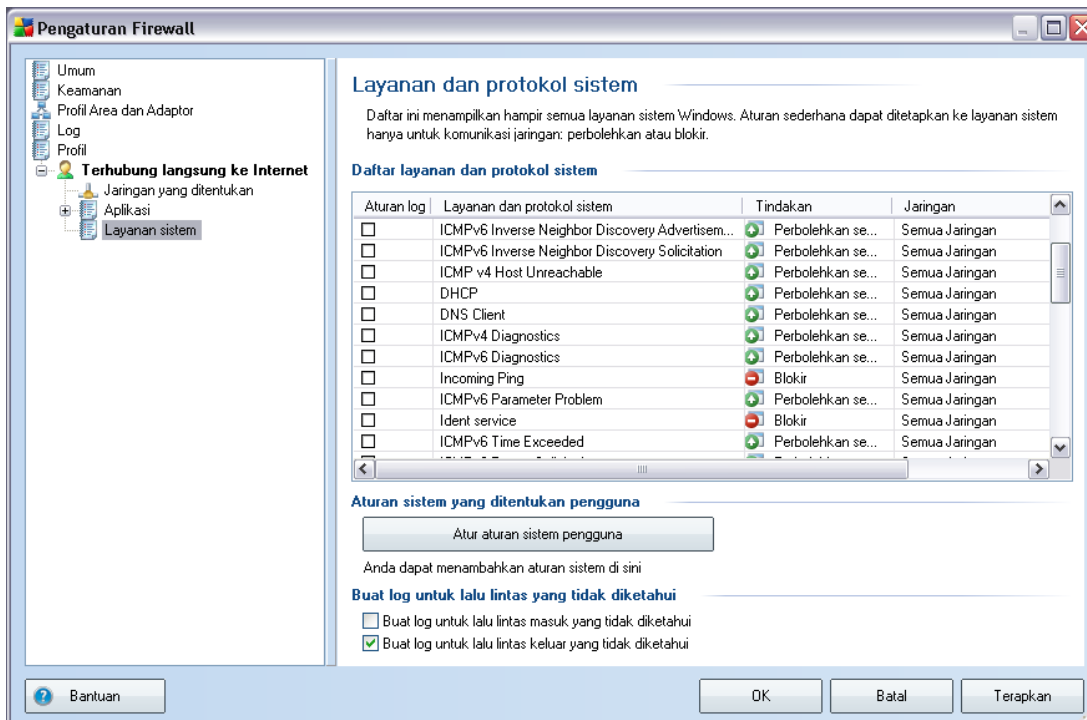 Pengaturan Firewall
Umum
Keamanan
Profil Area dan Adaptor
Log
Profil
Terhubung langsung ke Internet
Jaringan yang ditentukan
Aplikasi
Layanan sistem
Layanan dan protokol sistem
Daftar ini menampilkan hampir semua layanan sistem Windows. Aturan sederhana dapat ditetapkan ke layanan sistem
hanya untuk komunikasi jaringan: perbolehkan atau blokir.
Daftar layanan dan protokol sistem
Aturan log Layanan dan protokol sistem Tindakan Jaringan
ICMPv6 Inverse Neighbor Discovery Advertisem... Perbolehkan se... Semua Jaringan
ICMPv6 Inverse Neighbor Discovery Solicitation Perbolehkan se... Semua Jaringan
ICMP v4 Host Unreachable Perbolehkan se... Semua Jaringan
DHCP Perbolehkan se... Semua Jaringan
DNS Client Perbolehkan se... Semua Jaringan
ICMPv4 Diagnostics Perbolehkan se... Semua Jaringan
ICMPv6 Diagnostics Perbolehkan se... Semua Jaringan
Incoming Ping Blokir Semua Jaringan
ICMPv6 Parameter Problem Perbolehkan se... Semua Jaringan
Ident service Blokir Semua Jaringan
ICMPv6 Time Exceeded Perbolehkan se... Semua Jaringan
Aturan sistem yang ditentukan pengguna
Atur aturan sistem pengguna
Anda dapat menambahkan aturan sistem di sini
Buat log untuk lalu lintas yang tidak diketahui
Buat log untuk lalu lintas masuk yang tidak diketahui
Buat log untuk lalu lintas keluar yang tidak diketahui
Bantuan OK Batal Terapkan